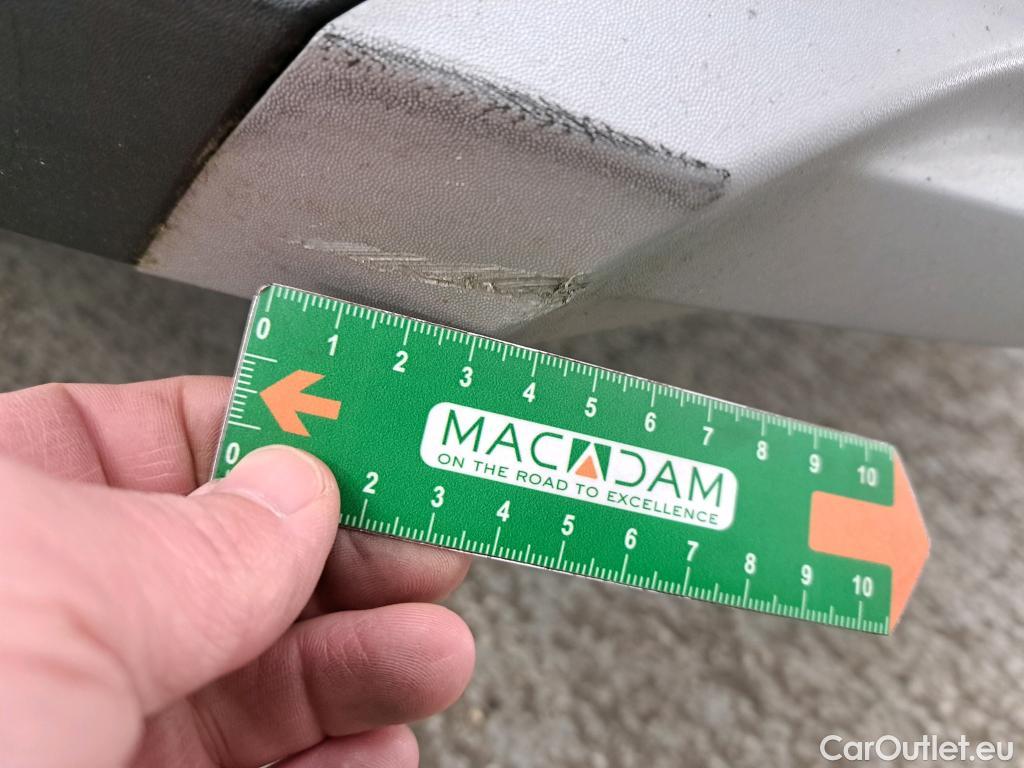 0 1 2 3 4 5 6 7 8 9 10
MACADAM
ON THE ROAD TO EXCELLENCE
0 2 3 4 5 6 7 8 9 10
CarOutlet.eu